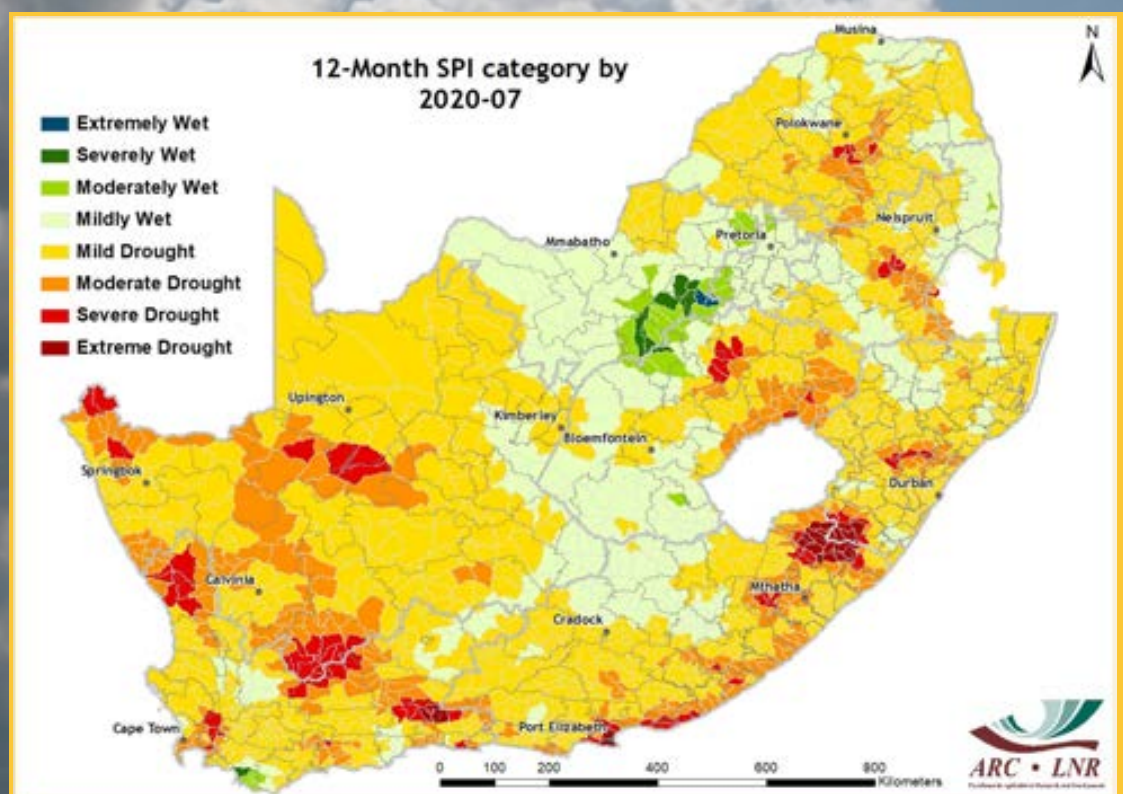 12-Month SPI category by
2020-07
N
Extremely Wet
Severely Wet
Moderately Wet
Mildly Wet
Mild Drought
Moderate Drought
Severe Drought
Extreme Drought
Musina
Polokwane
Nelspruit
Pretoria
Mmabatho
Upington
Kimberley
Bloemfontein
Springbok
Durban
Calvinia
Mthatha
Cradock
Cape Town
Port Elizabeth
0 100 200 400 600 800
Kilometers
ARC • LNR